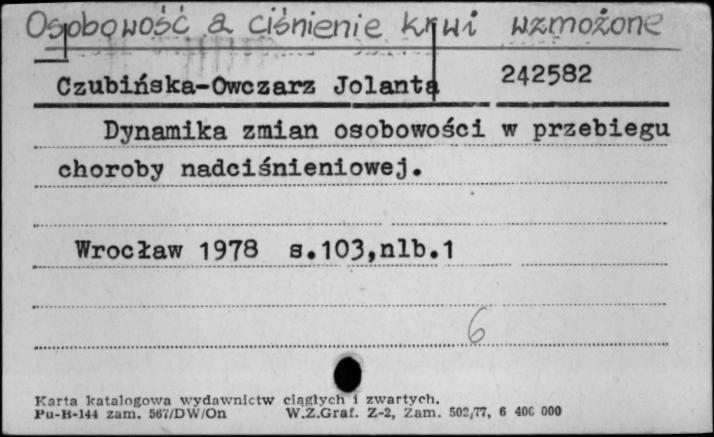 Osobowość a ciśnienie krwi wzmożone
Czubińska-Owczarz Jolanta 242582
Dynamika zmian osobowości w przebiegu
choroby nadciśnieniowej.
Wrocław 1978 s.103,nlb.1
6
Karta katalogowa wydawnictw ciągłych i zwartych.
Pu-B-144 zam. 567/DW/On W.Z.Graf. Z-2, Zam. 502/77, 6 400 000